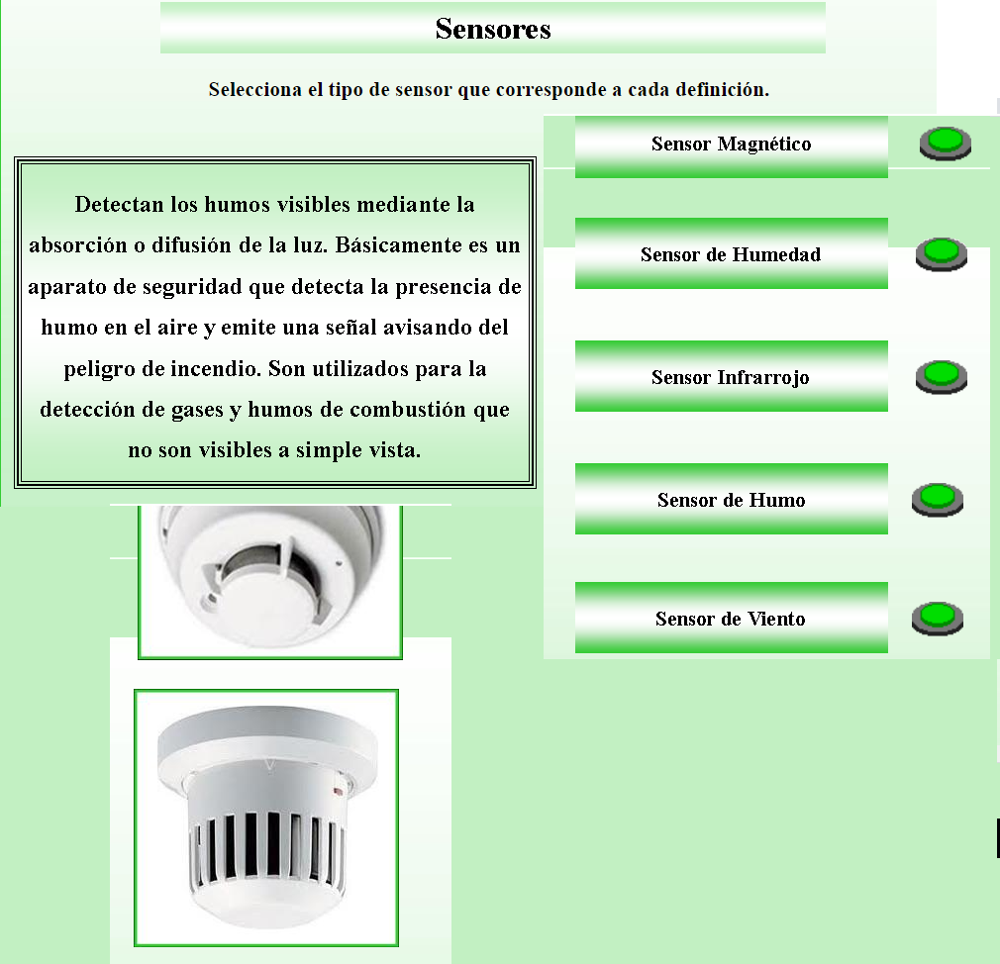 Sensores
Selecciona el tipo de sensor que corresponde a cada definición.
Detectan los humos visibles mediante la
absorción o difusión de la luz. Básicamente es un
aparato de seguridad que detecta la presencia de
humo en el aire y emite una señal avisando del
peligro de incendio. Son utilizados para la
detección de gases y humos de combustión que
no son visibles a simple vista.
Sensor Magnético
Sensor de Humedad
Sensor Infrarrojo
Sensor de Humo
Sensor de Viento